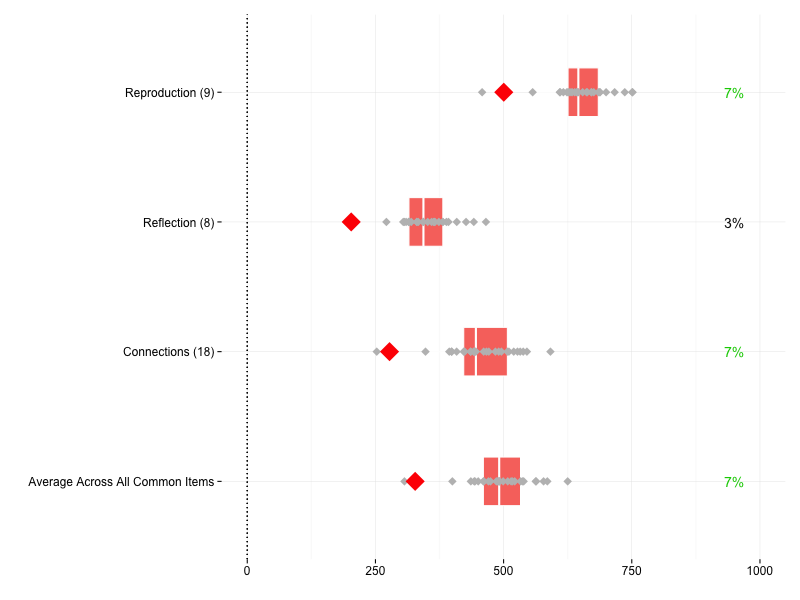 Reproduction (9) 7%
Reflection (8) 3%
Connections (18) 7%
Average Across All Common Items 7%
0 250 500 750 1000